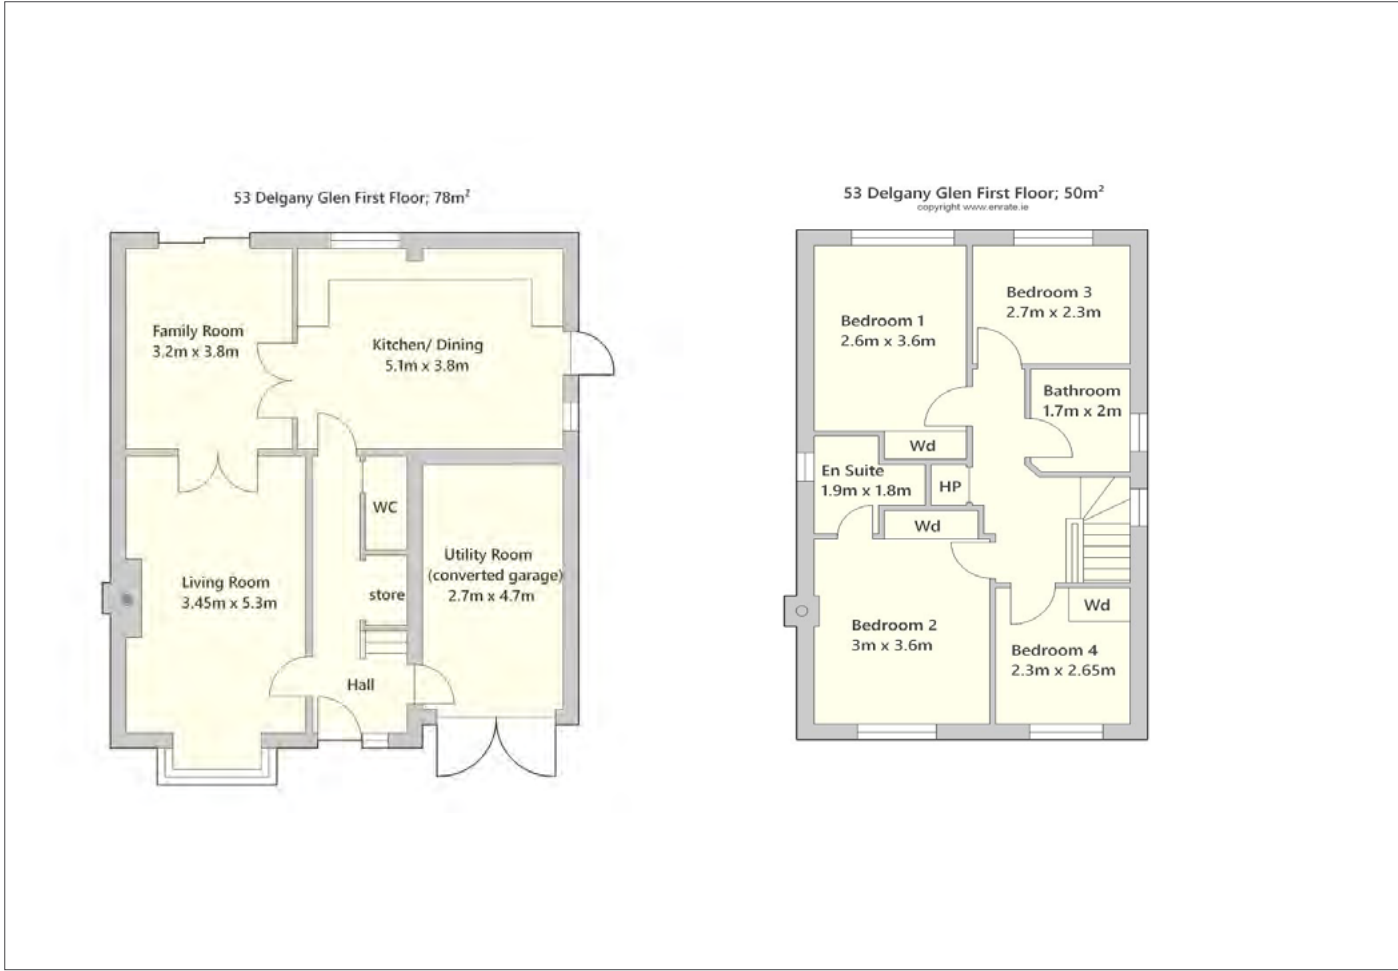 53 Delgany Glen First Floor; 78m²
Family Room
3.2m x 3.8m
Kitchen/ Dining
5.1m x 3.8m
WC
Utility Room
(converted garage)
2.7m x 4.7m
Living Room
3.45m x 5.3m
store
Hall
53 Delgany Glen First Floor; 50m²
copyright www.enrate.ie
Bedroom 3
2.7m x 2.3m
Bedroom 1
2.6m x 3.6m
Bathroom
1.7m x 2m
Wd
En Suite
1.9m x 1.8m
HP
Wd
Wd
Bedroom 2
3m x 3.6m
Bedroom 4
2.3m x 2.65m